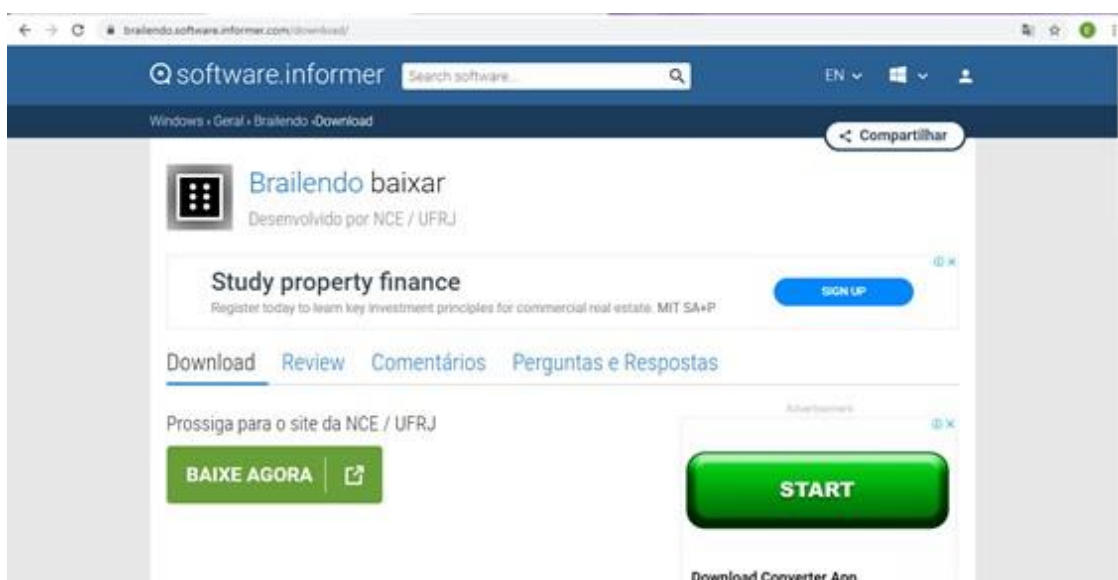 brailendo.software.informer.com/download/
software.informer
Search software...
EN
Windows › Geral › Brailendo ›Download
Compartilhar
Brailendo baixar
Desenvolvido por NCE / UFRJ
Study property finance
Register today to learn key investment principles for commercial real estate. MIT SA+P
SIGN UP
Download Review Comentários Perguntas e Respostas
Advertisement
Prossiga para o site da NCE / UFRJ
BAIXE AGORA
START
Download Converter App